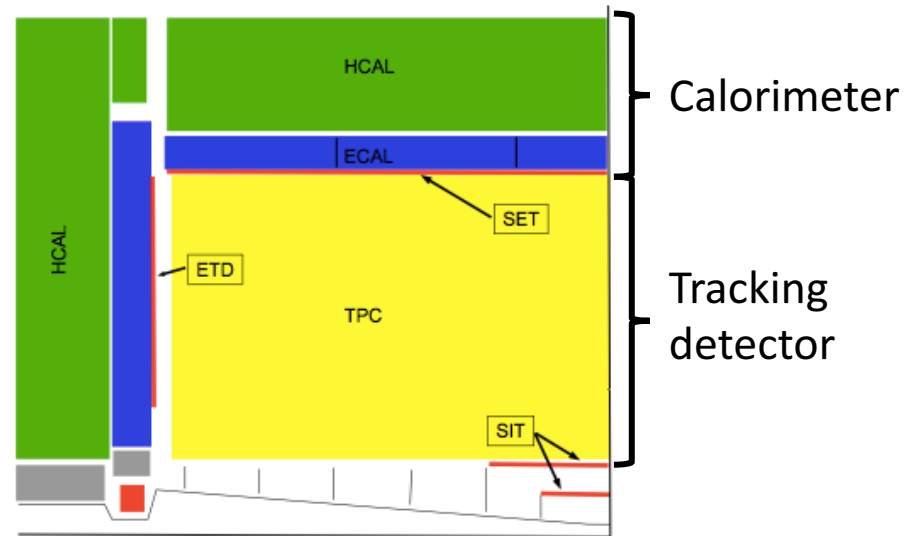 HCAL
Calorimeter
ECAL
SET
HCAL
ETD
TPC
Tracking
detector
SIT